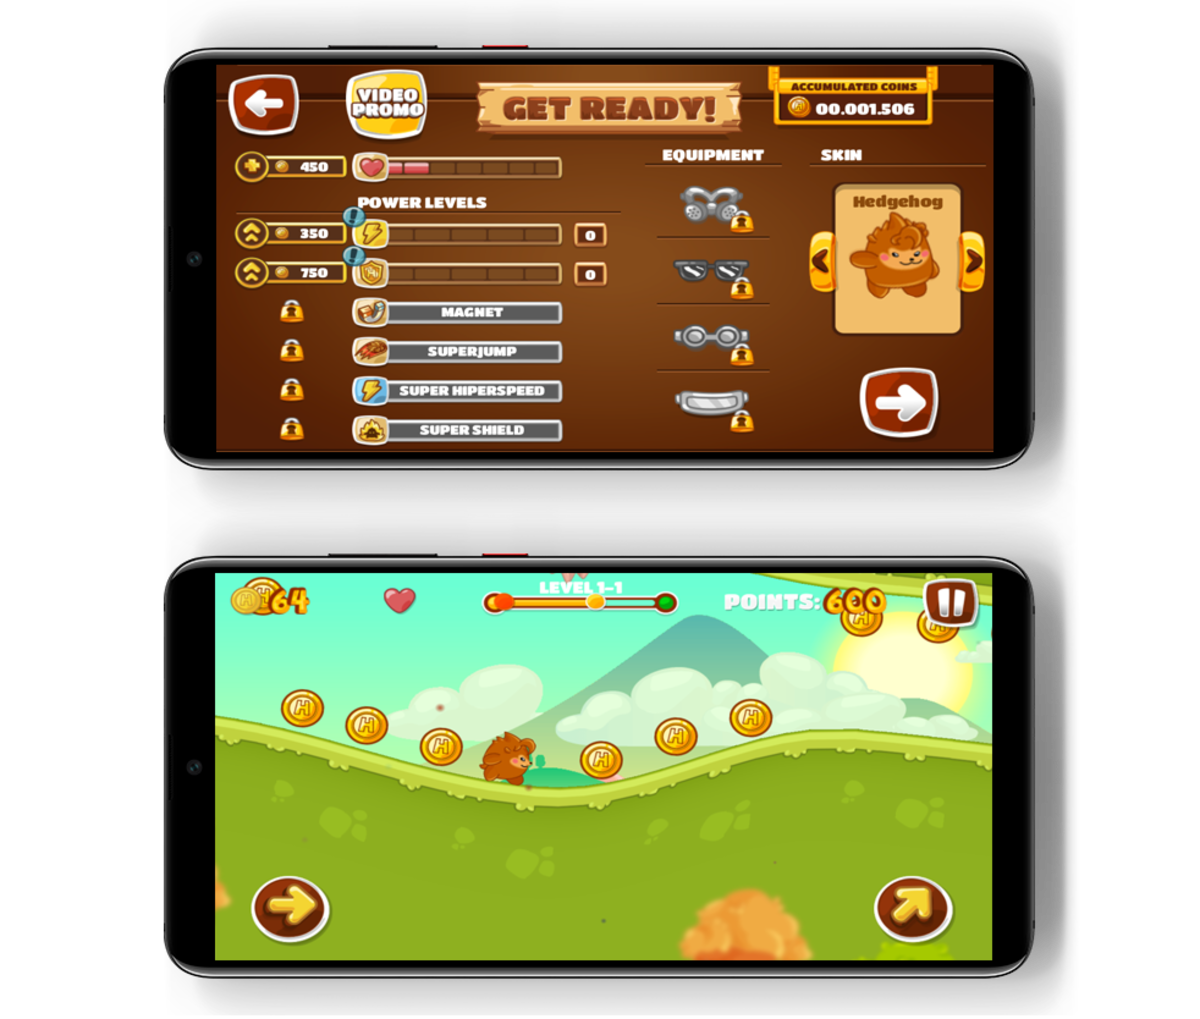 VIDEO
PROMO
GET READY!
ACCUMULATED COINS
00.001.506
450
EQUIPMENT
SKIN
POWER LEVELS
Hedgehog
350
0
750
0
MAGNET
SUPERJUMP
SUPER HIPERSPEED
SUPER SHIELD
64
LEVEL 1-1
POINTS: 600
H
H
H
H
H
H
H
H